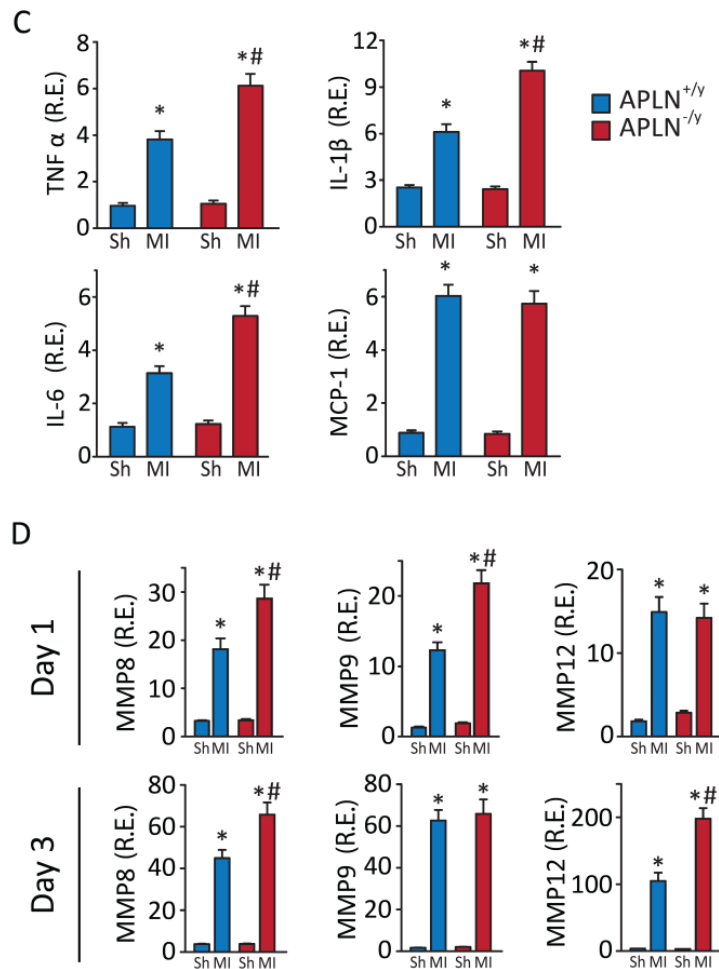 C
TNF α (R.E.)
8
6
4
2
0
*
*#
Sh MI Sh MI
IL-1β (R.E.)
12
9
6
3
0
*
*#
Sh MI Sh MI
APLN+/y
APLN-/y
IL-6 (R.E.)
6
4
2
0
*
*#
Sh MI Sh MI
MCP-1 (R.E.)
6
4
2
0
*
*
Sh MI Sh MI
D
Day 1
MMP8 (R.E.)
30
20
10
0
*
*#
Sh MI Sh MI
MMP9 (R.E.)
20
10
0
*
*#
Sh MI Sh MI
MMP12 (R.E.)
20
10
0
*
*
Sh MI Sh MI
Day 3
MMP8 (R.E.)
80
60
40
20
0
*
*#
Sh MI Sh MI
MMP9 (R.E.)
80
60
40
20
0
*
*
Sh MI Sh MI
MMP12 (R.E.)
200
100
0
*
*#
Sh MI Sh MI